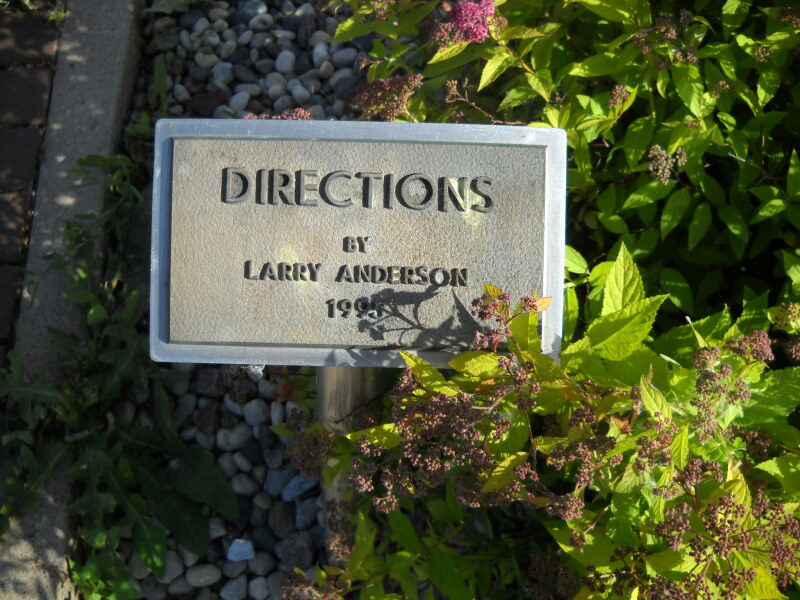 DIRECTIONS
BY
LARRY ANDERSON
1995